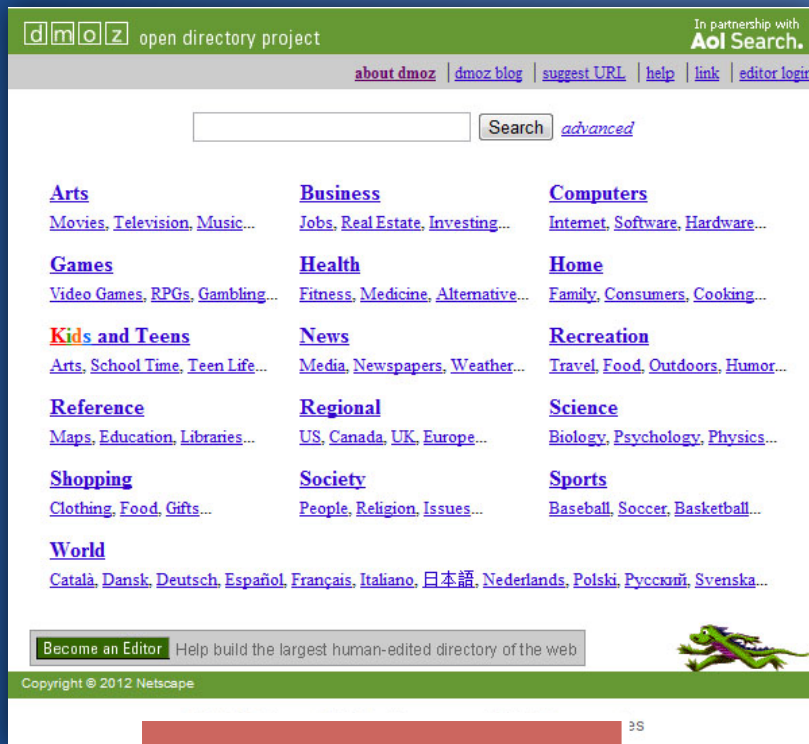 dmoz open directory project
In partnership with
Aol Search.
about dmoz | dmoz blog | suggest URL | help | link | editor login
Search advanced
Arts Business Computers
Movies, Television, Music... Jobs, Real Estate, Investing... Internet, Software, Hardware...
Games Health Home
Video Games, RPGs, Gambling... Fitness, Medicine, Alternative... Family, Consumers, Cooking...
Kids and Teens News Recreation
Arts, School Time, Teen Life... Media, Newspapers, Weather... Travel, Food, Outdoors, Humor...
Reference Regional Science
Maps, Education, Libraries... US, Canada, UK, Europe... Biology, Psychology, Physics...
Shopping Society Sports
Clothing, Food, Gifts... People, Religion, Issues... Baseball, Soccer, Basketball...
World
Català, Dansk, Deutsch, Español, Français, Italiano, 日本語, Nederlands, Polski, Русский, Svenska...
Become an Editor Help build the largest human-edited directory of the web
Copyright © 2012 Netscape